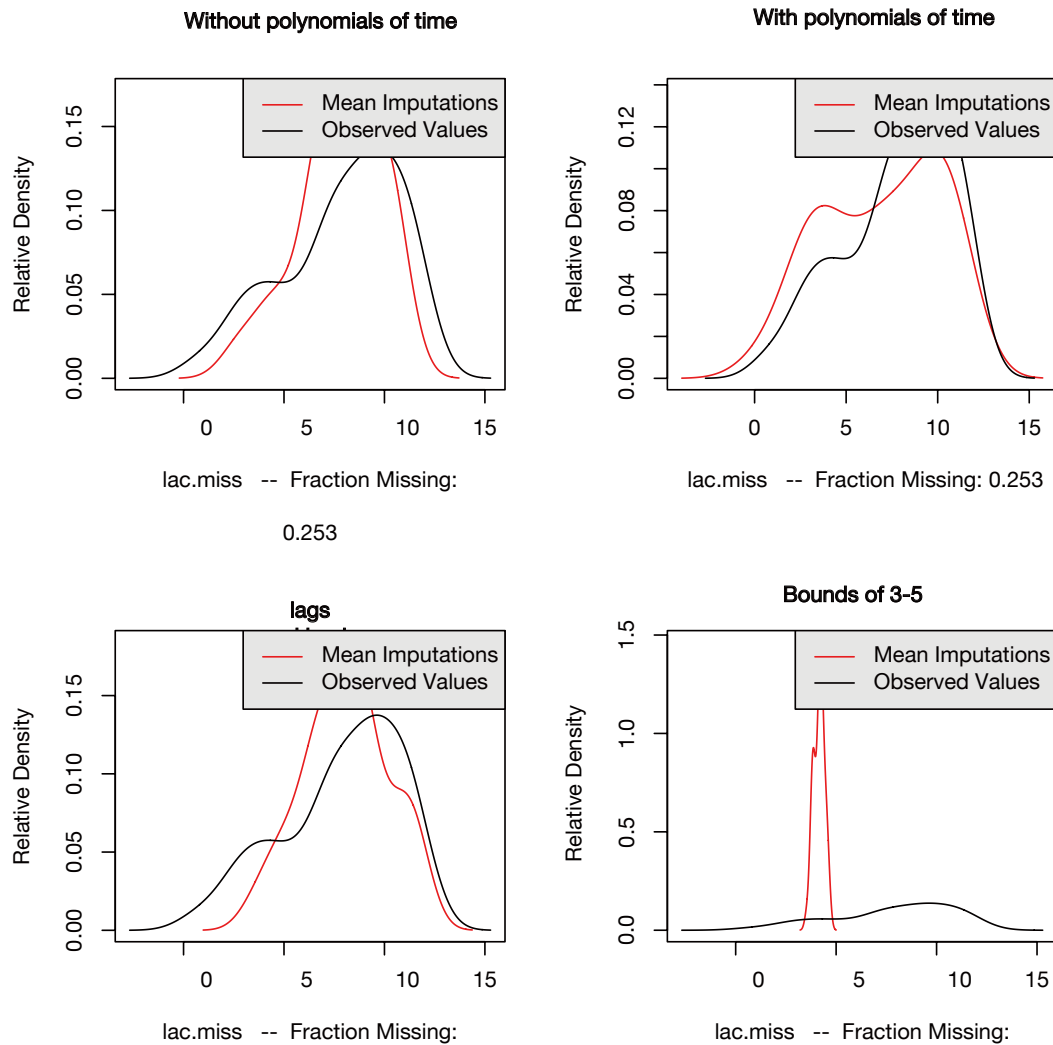 Without polynomials of time
Mean Imputations
Observed Values
Relative Density
0.00 0.05 0.10 0.15
0 5 10 15
lac.miss -- Fraction Missing:
0.253
With polynomials of time
Mean Imputations
Observed Values
Relative Density
0.00 0.04 0.08 0.12
0 5 10 15
lac.miss -- Fraction Missing: 0.253
lags
Mean Imputations
Observed Values
Relative Density
0.00 0.05 0.10 0.15
0 5 10 15
lac.miss -- Fraction Missing:
Bounds of 3-5
Mean Imputations
Observed Values
Relative Density
0.0 0.5 1.0 1.5
0 5 10 15
lac.miss -- Fraction Missing: